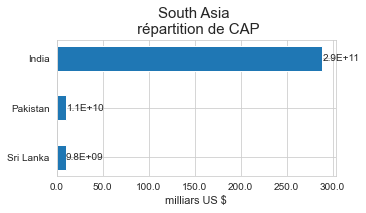 South Asia
répartition de CAP
India
2.9E+11
Pakistan
1.1E+10
Sri Lanka
9.8E+09
0.0 50.0 100.0 150.0 200.0 250.0 300.0
milliars US $